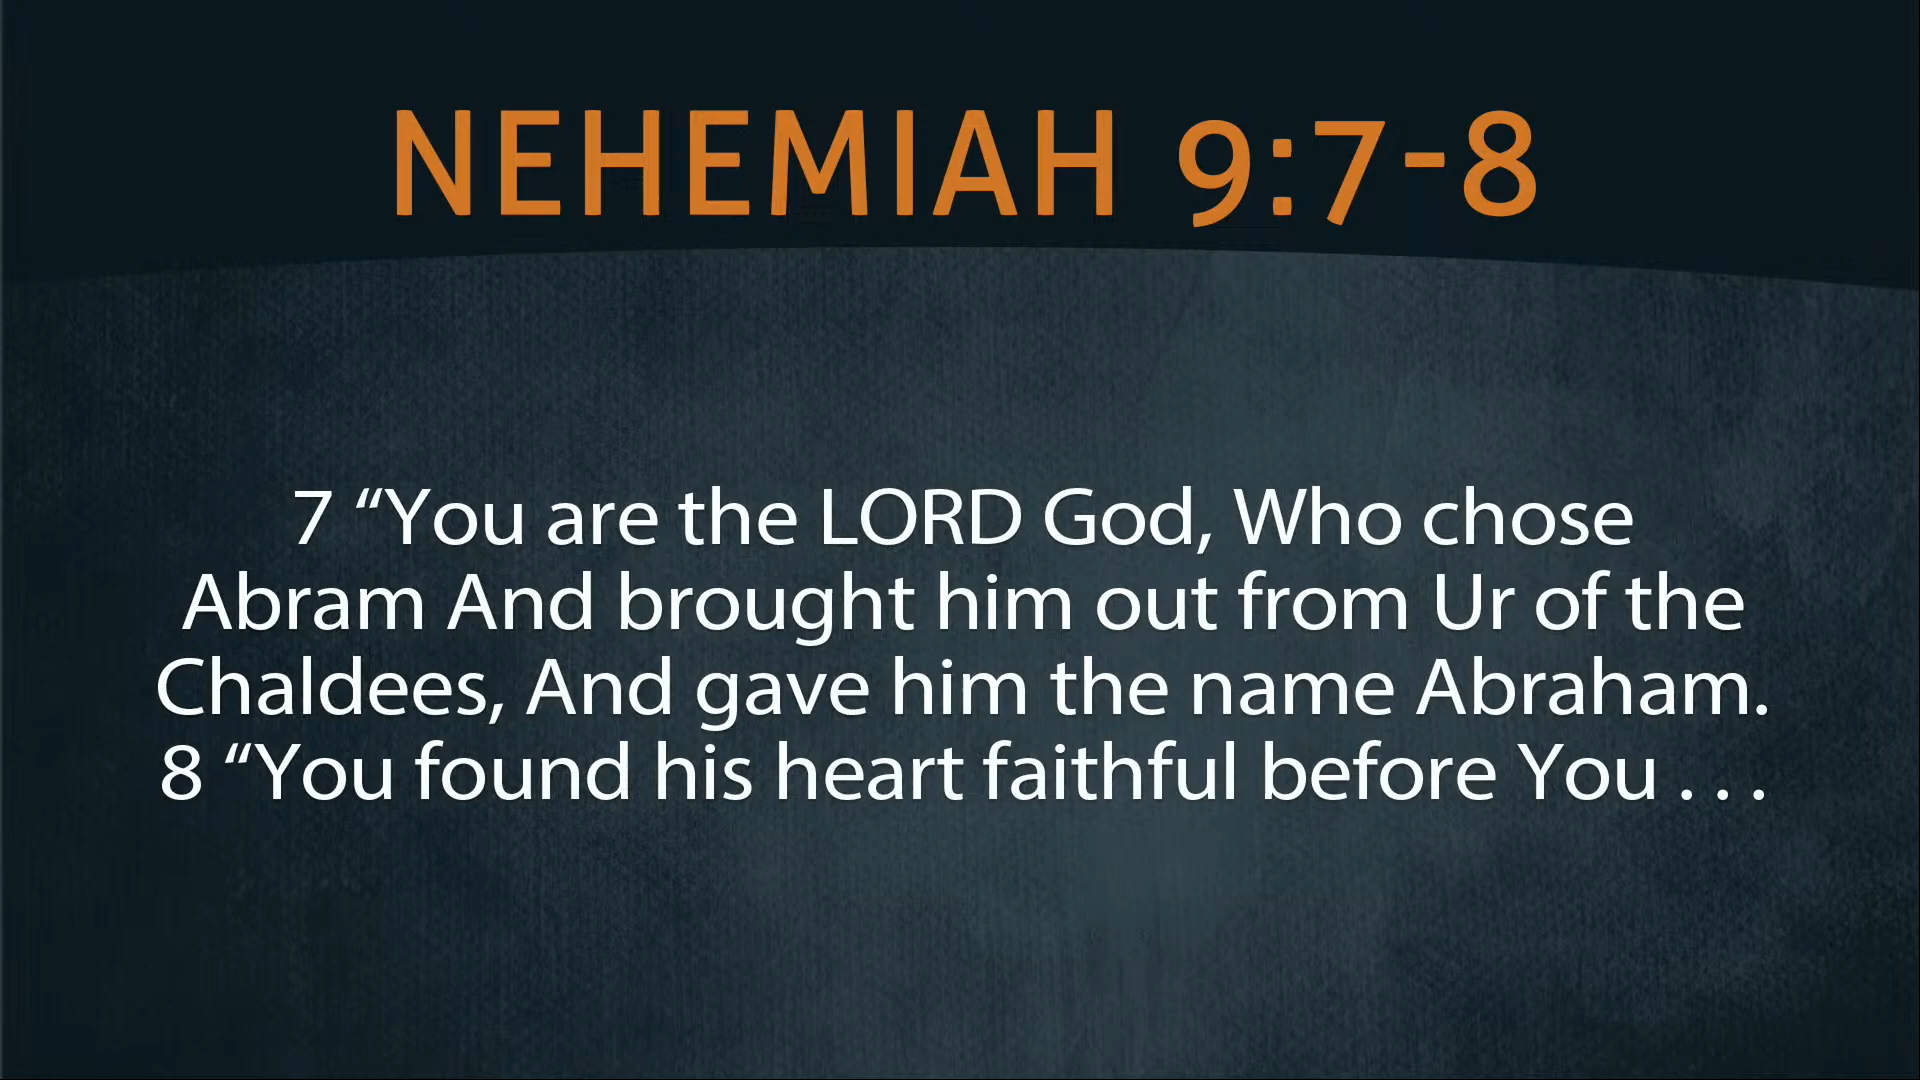 NEHEMIAH 9:7-8
7 “You are the LORD God, Who chose
Abram And brought him out from Ur of the
Chaldees, And gave him the name Abraham.
8 “You found his heart faithful before You . . .